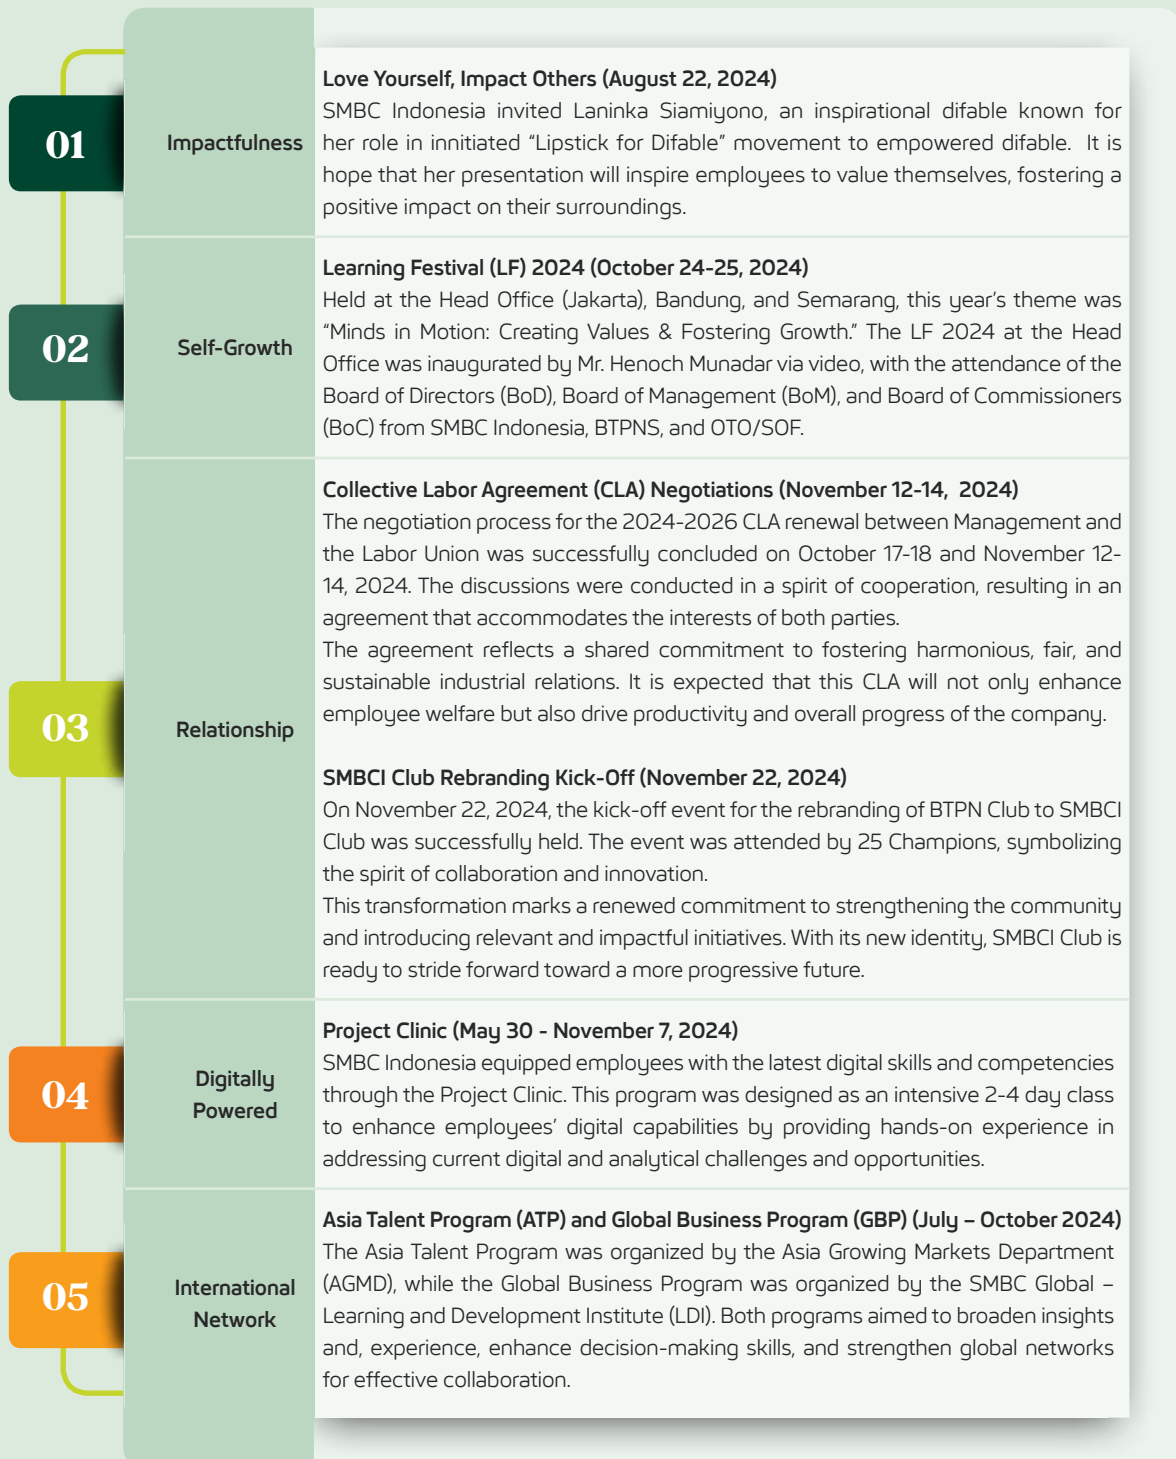 01
Impactfulness
Love Yourself, Impact Others (August 22, 2024)
SMBC Indonesia invited Laninka Siamiyono, an inspirational difable known for
her role in innitiated “Lipstick for Difable” movement to empowered difable. It is
hope that her presentation will inspire employees to value themselves, fostering a
positive impact on their surroundings.
02
Self-Growth
Learning Festival (LF) 2024 (October 24-25, 2024)
Held at the Head Office (Jakarta), Bandung, and Semarang, this year’s theme was
“Minds in Motion: Creating Values & Fostering Growth.” The LF 2024 at the Head
Office was inaugurated by Mr. Henoch Munadar via video, with the attendance of the
Board of Directors (BoD), Board of Management (BoM), and Board of Commissioners
(BoC) from SMBC Indonesia, BTPNS, and OTO/SOF.
03
Relationship
Collective Labor Agreement (CLA) Negotiations (November 12-14, 2024)
The negotiation process for the 2024-2026 CLA renewal between Management and
the Labor Union was successfully concluded on October 17-18 and November 12-
14, 2024. The discussions were conducted in a spirit of cooperation, resulting in an
agreement that accommodates the interests of both parties.
The agreement reflects a shared commitment to fostering harmonious, fair, and
sustainable industrial relations. It is expected that this CLA will not only enhance
employee welfare but also drive productivity and overall progress of the company.
SMBCI Club Rebranding Kick-Off (November 22, 2024)
On November 22, 2024, the kick-off event for the rebranding of BTPN Club to SMBCI
Club was successfully held. The event was attended by 25 Champions, symbolizing
the spirit of collaboration and innovation.
This transformation marks a renewed commitment to strengthening the community
and introducing relevant and impactful initiatives. With its new identity, SMBCI Club is
ready to stride forward toward a more progressive future.
04
Digitally
Powered
Project Clinic (May 30 - November 7, 2024)
SMBC Indonesia equipped employees with the latest digital skills and competencies
through the Project Clinic. This program was designed as an intensive 2-4 day class
to enhance employees’ digital capabilities by providing hands-on experience in
addressing current digital and analytical challenges and opportunities.
05
International
Network
Asia Talent Program (ATP) and Global Business Program (GBP) (July – October 2024)
The Asia Talent Program was organized by the Asia Growing Markets Department
(AGMD), while the Global Business Program was organized by the SMBC Global –
Learning and Development Institute (LDI). Both programs aimed to broaden insights
and, experience, enhance decision-making skills, and strengthen global networks
for effective collaboration.